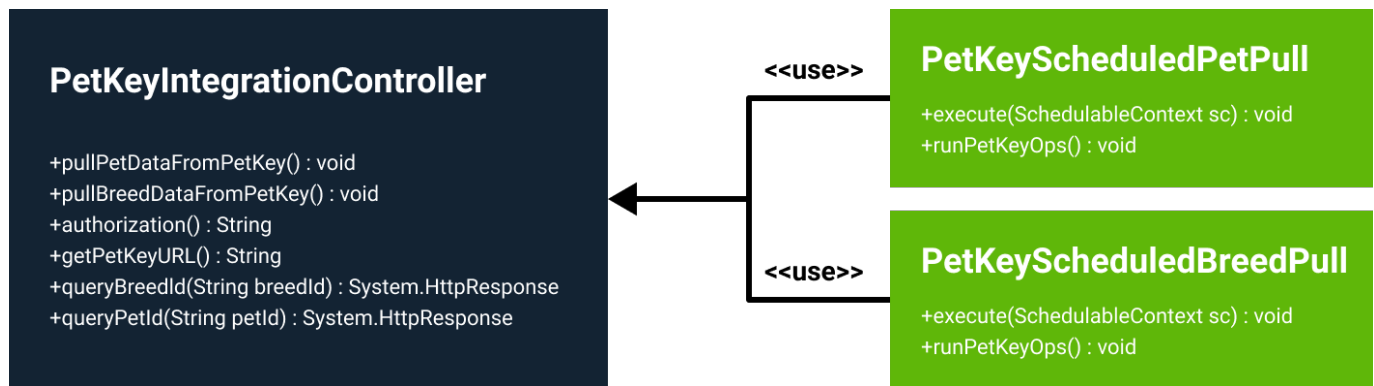 PetKeyIntegrationController
+pullPetDataFromPetKey() : void
+pullBreedDataFromPetKey() : void
+authorization() : String
+getPetKeyURL() : String
+queryBreedId(String breedId) : System.HttpResponse
+queryPetId(String petId) : System.HttpResponse
<<use>>
<<use>>
PetKeyScheduledPetPull
+execute(SchedulableContext sc) : void
+runPetKeyOps() : void
PetKeyScheduledBreedPull
+execute(SchedulableContext sc) : void
+runPetKeyOps() : void